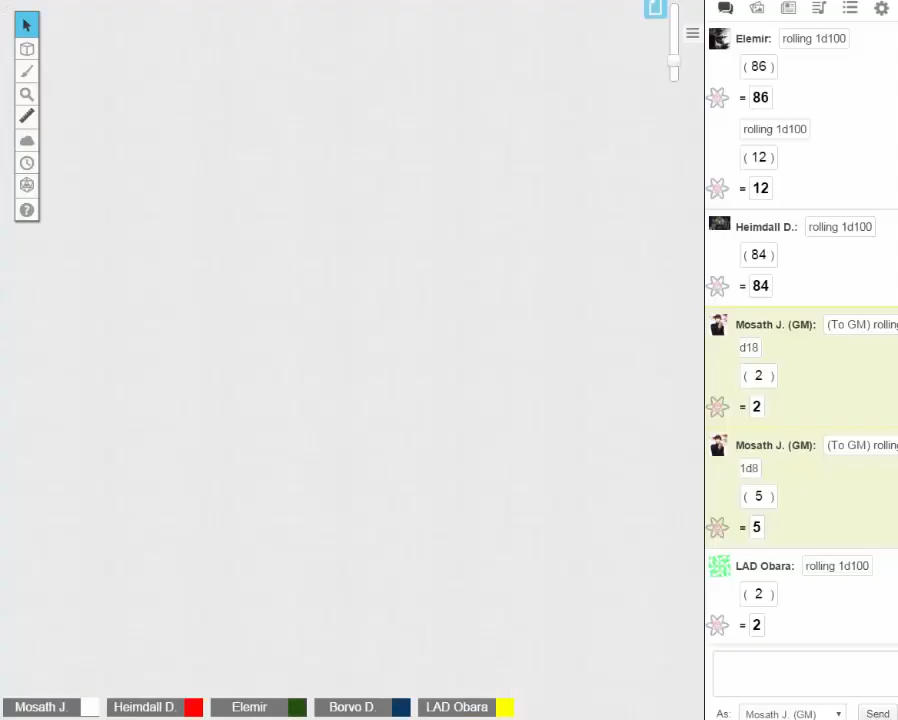 Elemir: rolling 1d100
( 86 )
= 86
rolling 1d100
( 12 )
= 12
Heimdall D.: rolling 1d100
( 84 )
= 84
Mosath J. (GM): (To GM) rolling
d18
( 2 )
= 2
Mosath J. (GM): (To GM) rolling
1d8
( 5 )
= 5
LAD Obara: rolling 1d100
( 2 )
= 2
As: Mosath J. (GM) Send
Mosath J. Heimdall D. Elemir Borvo D. LAD Obara